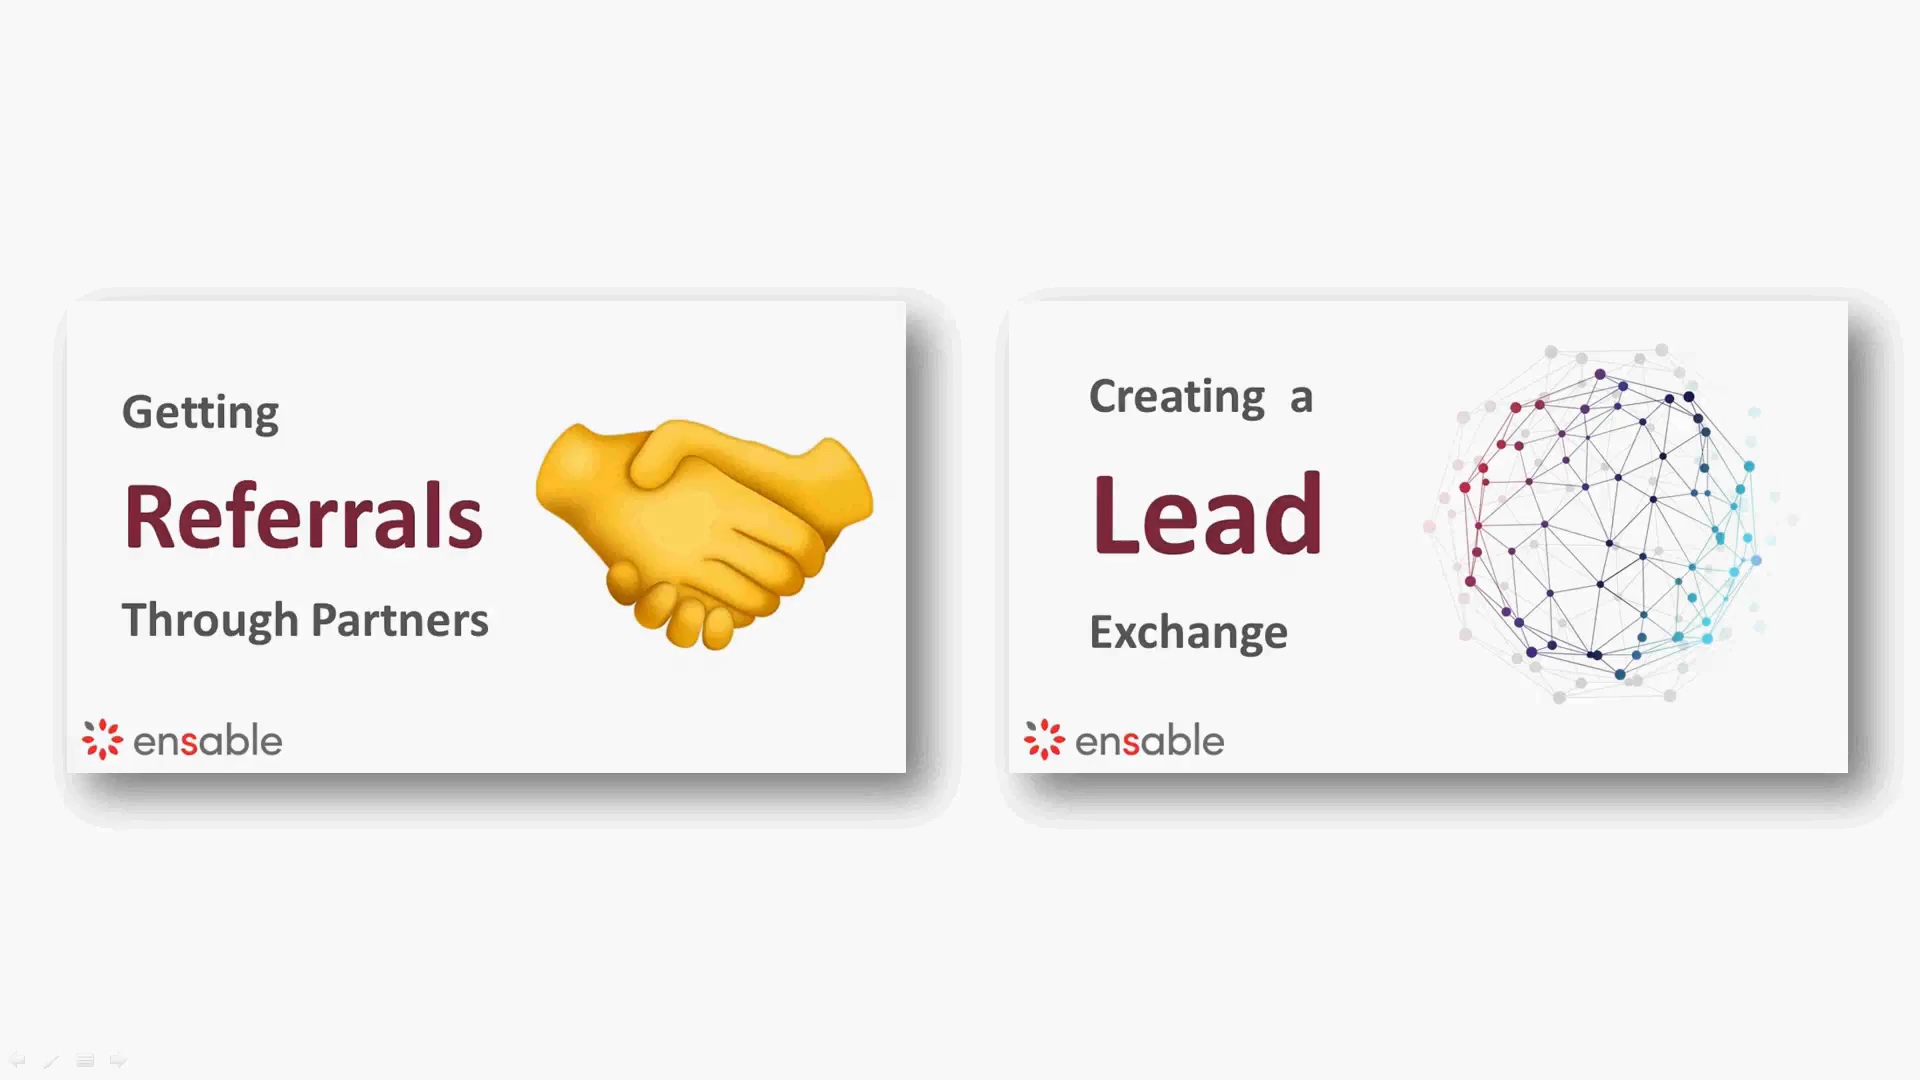 Getting
Referrals
Through Partners
ensable
Creating a
Lead
Exchange
ensable